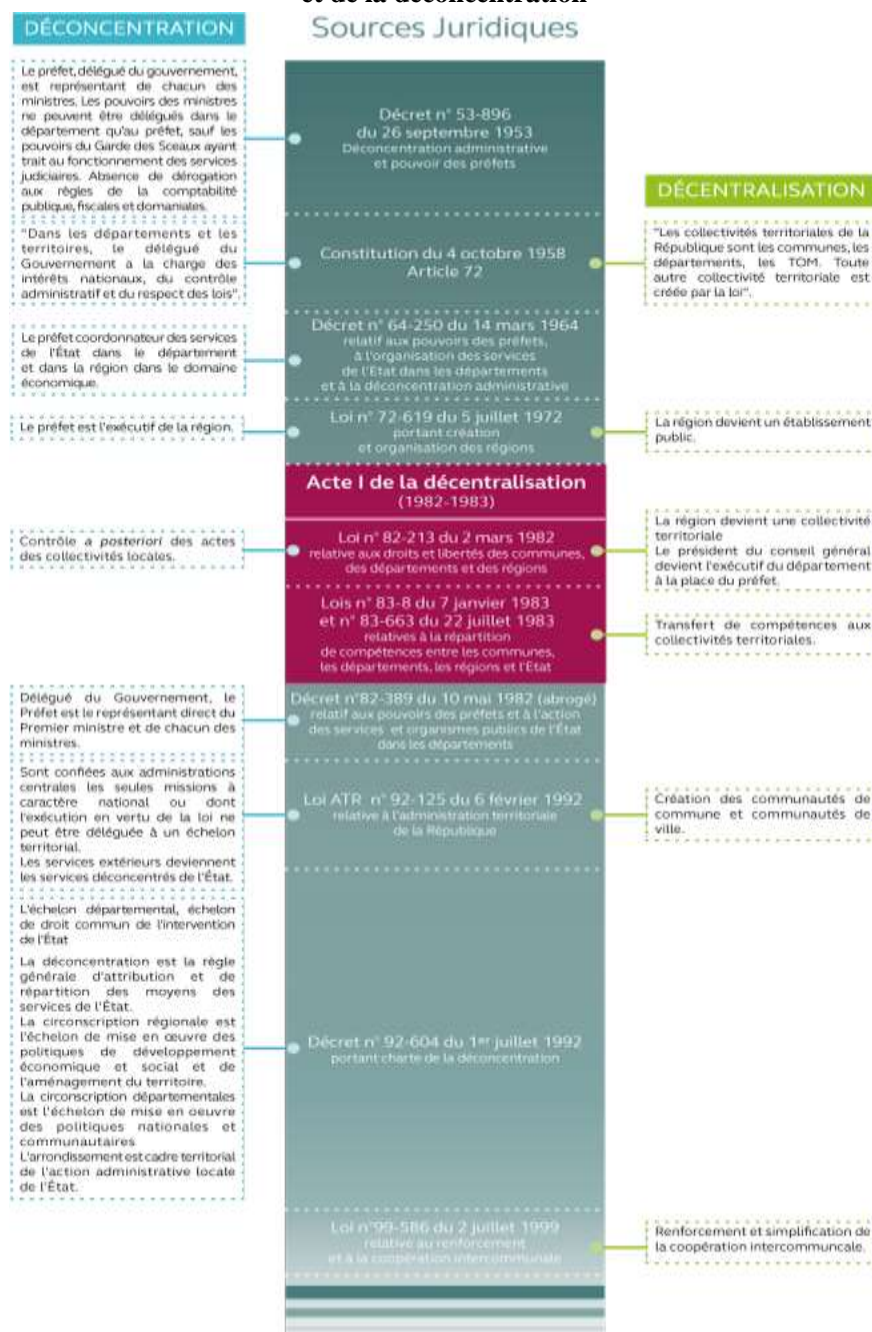 et de la déconcentration
DÉCONCENTRATION
Sources Juridiques
Le préfet, délégué du gouvernement,
est représentant de chacun des
ministres. Les pouvoirs des ministres
ne peuvent être délégués dans le
département qu'au préfet, sauf les
pouvoirs du Garde des Sceaux ayant
trait au fonctionnement des services
judiciaires. Absence de dérogation
aux règles de la comptabilité
publique, fiscales et domaniales.
Décret n° 53-896
du 26 septembre 1953
Déconcentration administrative
et pouvoir des préfets
DÉCENTRALISATION
"Dans les départements et les
territoires, le délégué du
Gouvernement a la charge des
intérêts nationaux, du contrôle
administratif et du respect des lois".
Constitution du 4 octobre 1958
Article 72
"Les collectivités territoriales de la
République sont les communes, les
départements, les TOM. Toute
autre collectivité territoriale est
créée par la loi".
Le préfet coordonnateur des services
de l'État dans le département
et dans la région dans le domaine
économique.
Décret n° 64-250 du 14 mars 1964
relatif aux pouvoirs des préfets,
à l'organisation des services
de l'Etat dans les départements
et à la déconcentration administrative
Le préfet est l'exécutif de la région.
Loi n° 72-619 du 5 juillet 1972
portant création
et organisation des régions
La région devient un établissement
public.
Acte I de la décentralisation
(1982-1983)
Contrôle a posteriori des actes
des collectivités locales.
Loi n° 82-213 du 2 mars 1982
relative aux droits et libertés des communes,
des départements et des régions
La région devient une collectivité
territoriale
Le président du conseil général
devient l'exécutif du département
à la place du préfet.
Lois n° 83-8 du 7 janvier 1983
et n° 83-663 du 22 juillet 1983
relatives à la répartition
de compétences entre les communes,
les départements, les régions et l'Etat
Transfert de compétences aux
collectivités territoriales.
Délégué du Gouvernement, le
Préfet est le représentant direct du
Premier ministre et de chacun des
ministres.
Décret n°82-389 du 10 mai 1982 (abrogé)
relatif aux pouvoirs des préfets et à l'action
des services et organismes publics de l'État
dans les départements
Sont confiées aux administrations
centrales les seules missions à
caractère national ou dont
l'exécution en vertu de la loi ne
peut être déléguée à un échelon
territorial.
Les services extérieurs deviennent
les services déconcentrés de l'État.
Loi ATR n° 92-125 du 6 février 1992
relative à l'administration territoriale
de la République
Création des communautés de
commune et communautés de
ville.
L'échelon départemental, échelon
de droit commun de l'intervention
de l'État
La déconcentration est la règle
générale d'attribution et de
répartition des moyens des
services de l'État.
La circonscription régionale est
l'échelon de mise en œuvre des
politiques de développement
économique et social et de
l'aménagement du territoire.
La circonscription départementales
est l'échelon de mise en oeuvre
des politiques nationales et
communautaires
L'arrondissement est cadre territorial
de l'action administrative locale
de l'État.
Décret n° 92-604 du 1er juillet 1992
portant charte de la déconcentration
Loi n°99-586 du 2 juillet 1999
relative au renforcement
et à la coopération intercommunale
Renforcement et simplification de
la coopération intercommuncale.